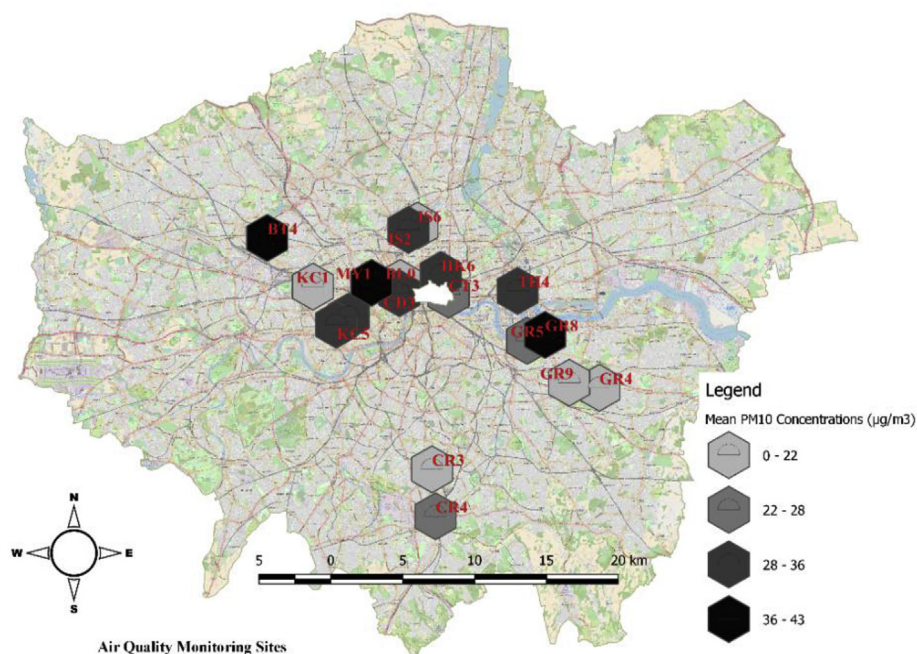 IS6
IS2
BT4
KC1
MY1
BL0
HK6
CD3
CT3
TH4
KC5
GR5
GR8
GR9
GR4
CR3
CR4
Legend
Mean PM10 Concentrations (µg/m3)
0 - 22
22 - 28
28 - 36
36 - 43
N
W
E
S
5 0 5 10 15 20 km
Air Quality Monitoring Sites